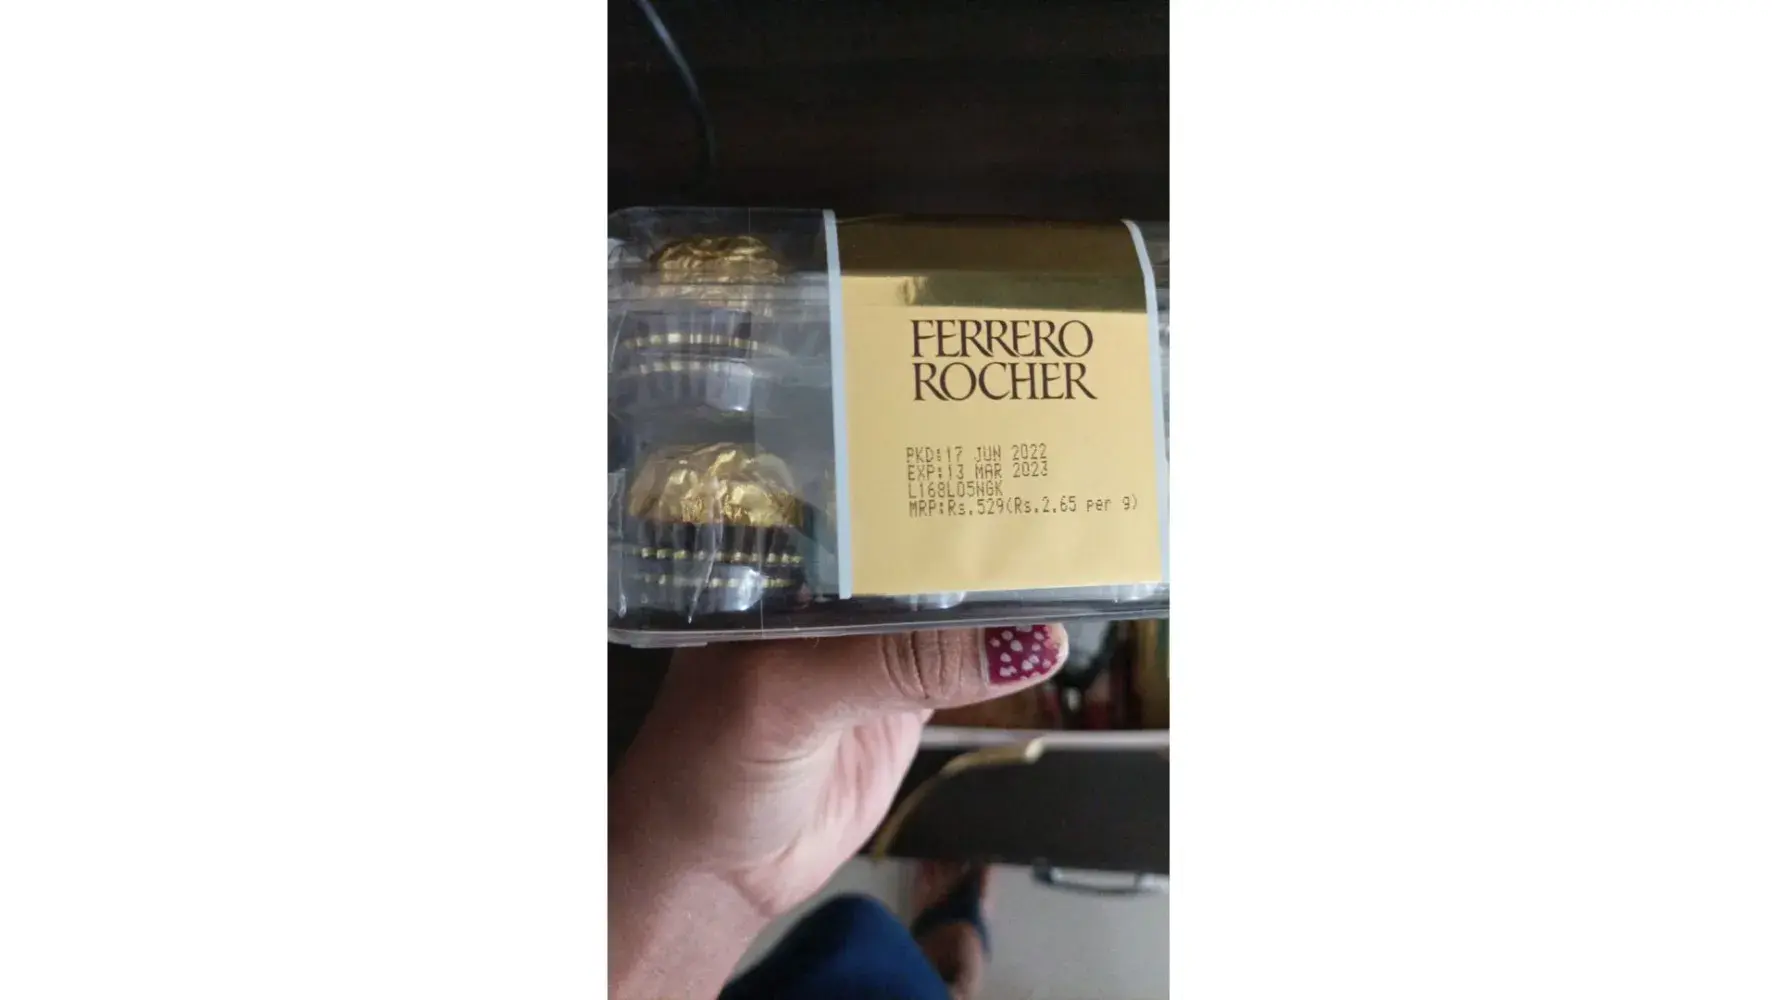 FERRERO
ROCHER
PKD:17 JUN 2022
EXP:13 MAR 2023
L168L05NGK
MRP:Rs.529(Rs.2.65 per g)